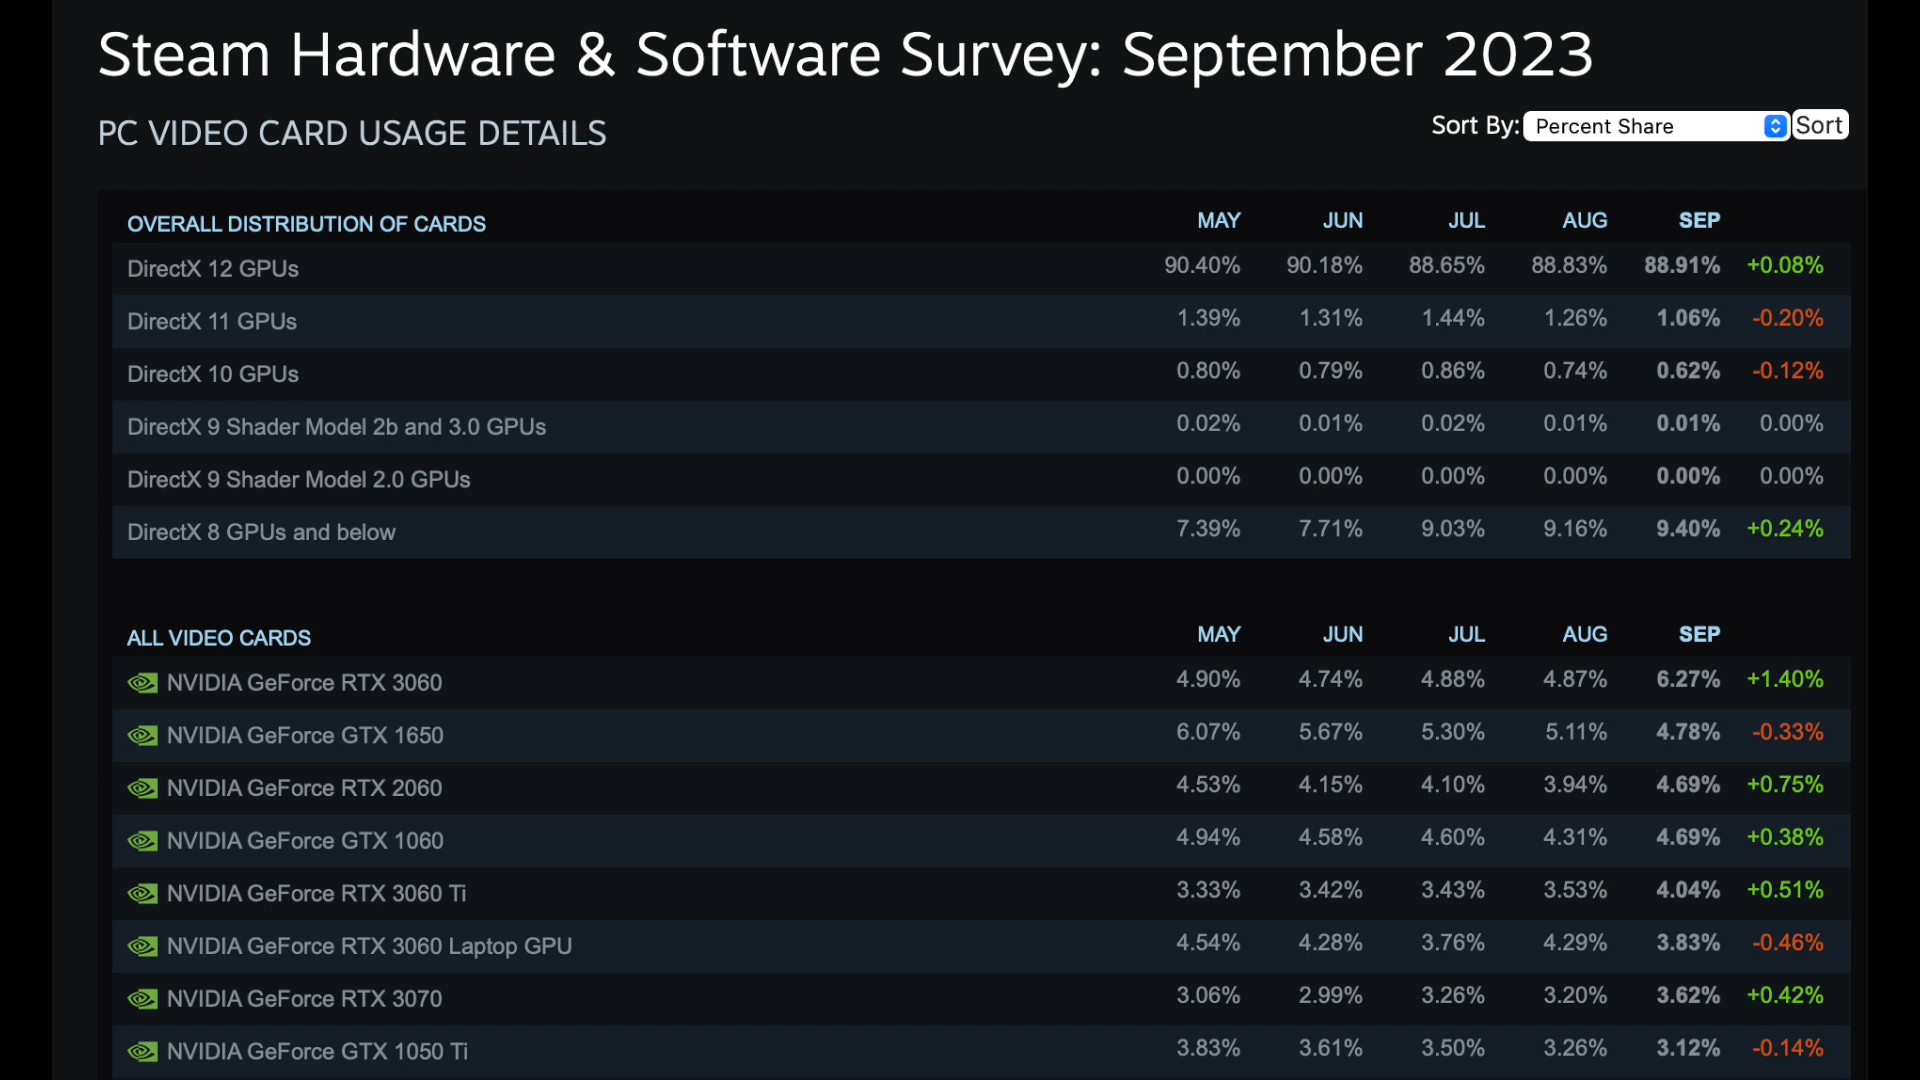 Steam Hardware & Software Survey: September 2023
PC VIDEO CARD USAGE DETAILS
Sort By: Percent Share Sort
OVERALL DISTRIBUTION OF CARDS MAY JUN JUL AUG SEP
DirectX 12 GPUs 90.40% 90.18% 88.65% 88.83% 88.91% +0.08%
DirectX 11 GPUs 1.39% 1.31% 1.44% 1.26% 1.06% -0.20%
DirectX 10 GPUs 0.80% 0.79% 0.86% 0.74% 0.62% -0.12%
DirectX 9 Shader Model 2b and 3.0 GPUs 0.02% 0.01% 0.02% 0.01% 0.01% 0.00%
DirectX 9 Shader Model 2.0 GPUs 0.00% 0.00% 0.00% 0.00% 0.00% 0.00%
DirectX 8 GPUs and below 7.39% 7.71% 9.03% 9.16% 9.40% +0.24%
ALL VIDEO CARDS MAY JUN JUL AUG SEP
NVIDIA GeForce RTX 3060 4.90% 4.74% 4.88% 4.87% 6.27% +1.40%
NVIDIA GeForce GTX 1650 6.07% 5.67% 5.30% 5.11% 4.78% -0.33%
NVIDIA GeForce RTX 2060 4.53% 4.15% 4.10% 3.94% 4.69% +0.75%
NVIDIA GeForce GTX 1060 4.94% 4.58% 4.60% 4.31% 4.69% +0.38%
NVIDIA GeForce RTX 3060 Ti 3.33% 3.42% 3.43% 3.53% 4.04% +0.51%
NVIDIA GeForce RTX 3060 Laptop GPU 4.54% 4.28% 3.76% 4.29% 3.83% -0.46%
NVIDIA GeForce RTX 3070 3.06% 2.99% 3.26% 3.20% 3.62% +0.42%
NVIDIA GeForce GTX 1050 Ti 3.83% 3.61% 3.50% 3.26% 3.12% -0.14%